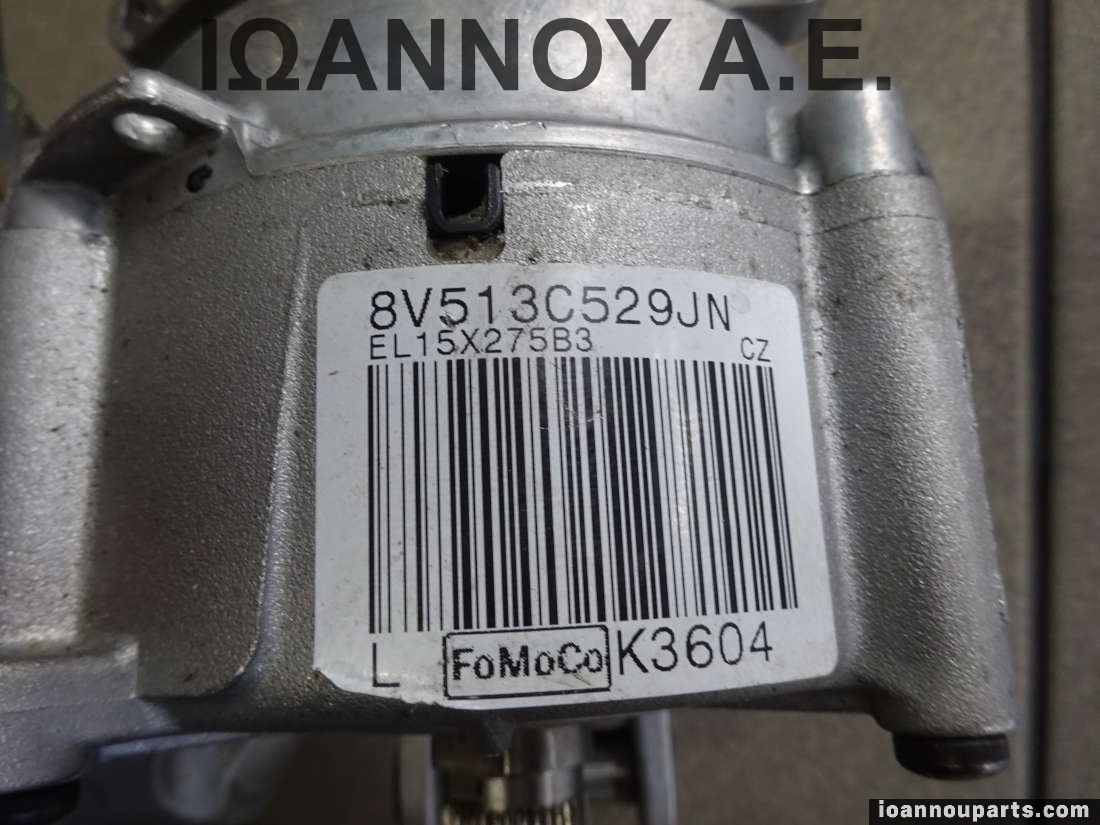 ΙΩΑΝΝΟΥ Α.Ε.
8V513C529JN
EL15X275B3 CZ
L FoMoCo K3604
ioannouparts.com